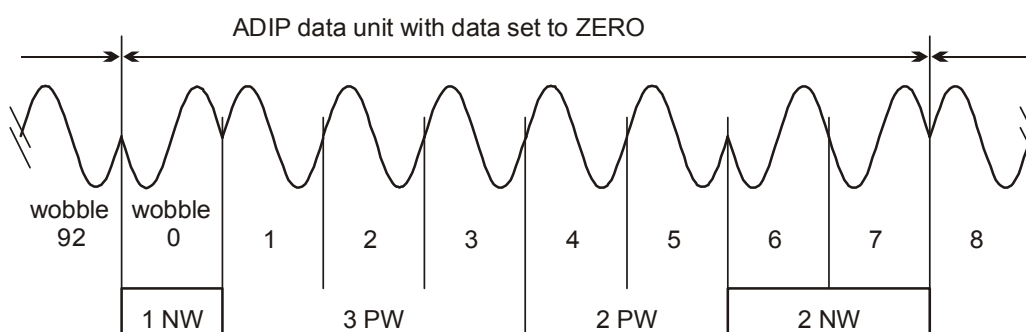 ADIP data unit with data set to ZERO
wobble 92
wobble 0
1
2
3
4
5
6
7
8
1 NW
3 PW
2 PW
2 NW